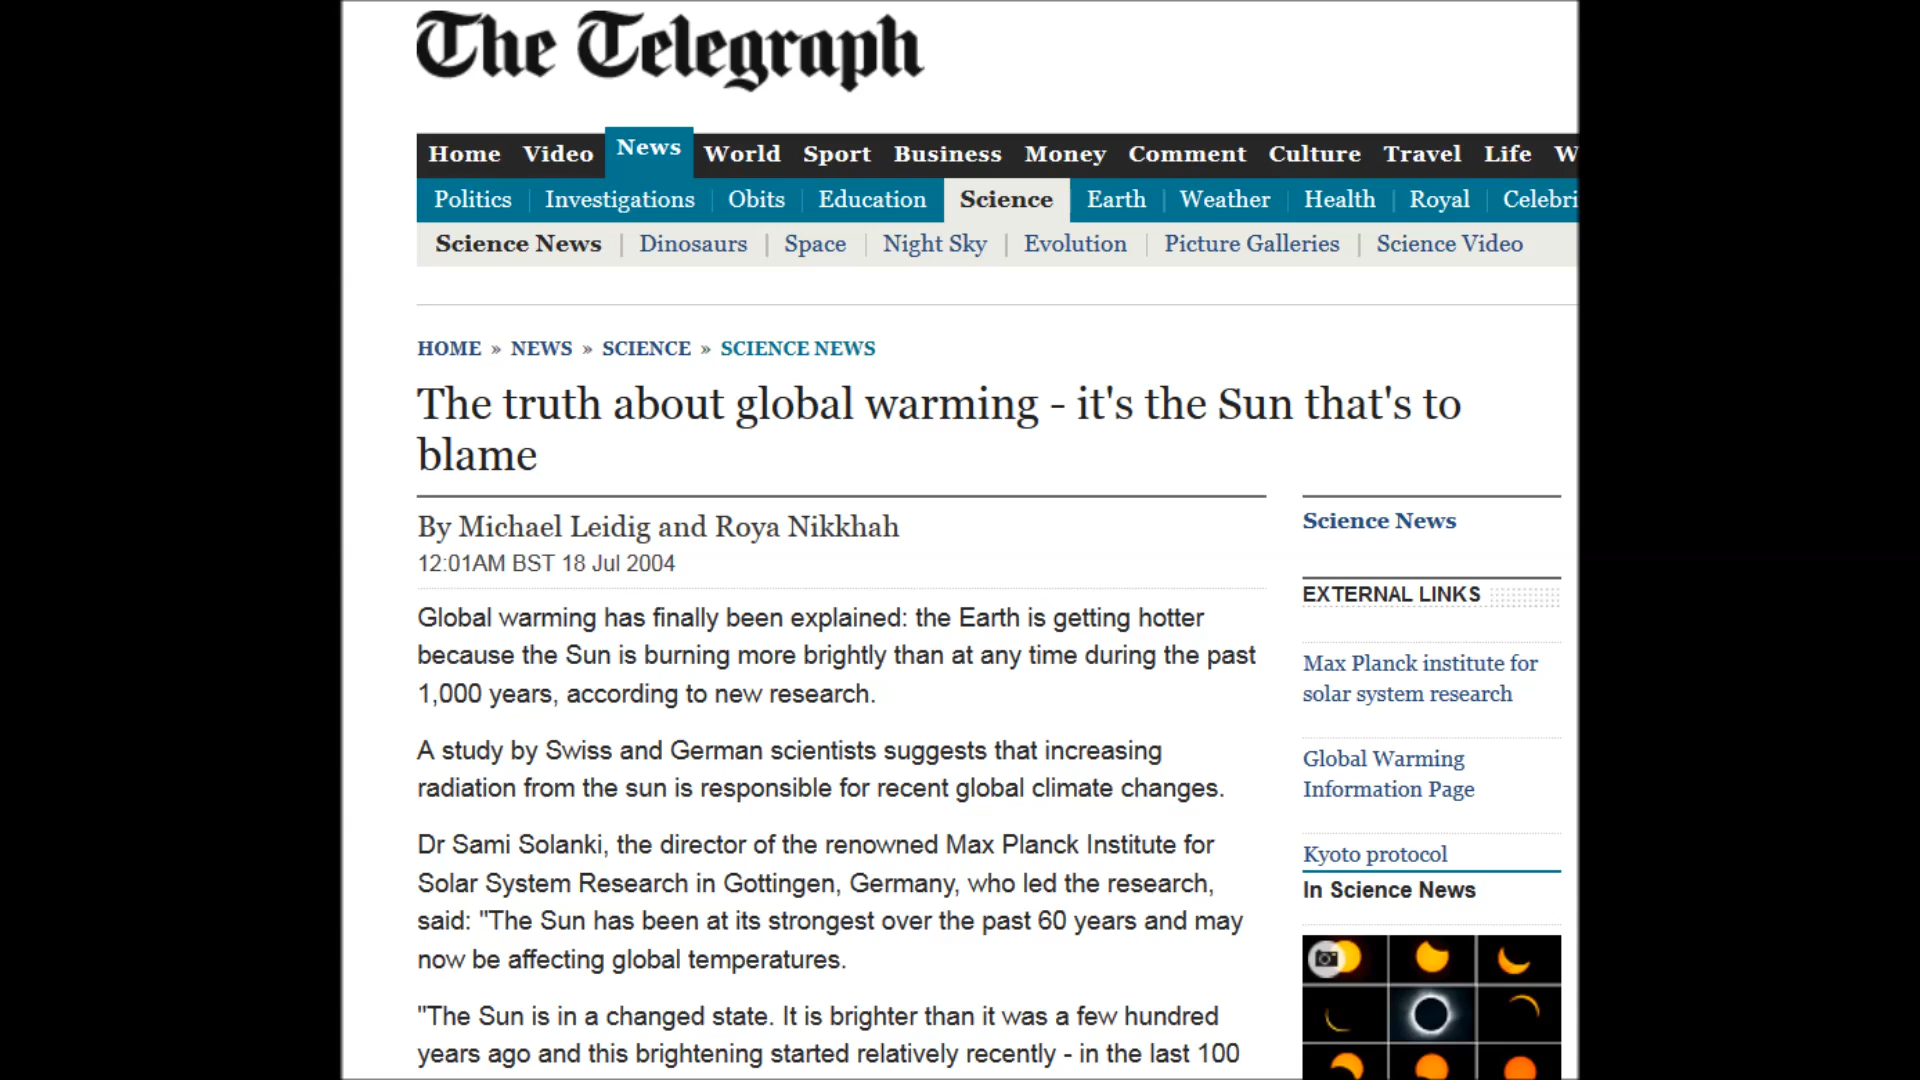 The Telegraph
Home Video News World Sport Business Money Comment Culture Travel Life W
Politics Investigations Obits Education Science Earth Weather Health Royal Celebri
Science News | Dinosaurs | Space | Night Sky | Evolution | Picture Galleries | Science Video
HOME » NEWS » SCIENCE » SCIENCE NEWS
The truth about global warming - it's the Sun that's to
blame
By Michael Leidig and Roya Nikkhah
12:01AM BST 18 Jul 2004
Global warming has finally been explained: the Earth is getting hotter
because the Sun is burning more brightly than at any time during the past
1,000 years, according to new research.
A study by Swiss and German scientists suggests that increasing
radiation from the sun is responsible for recent global climate changes.
Dr Sami Solanki, the director of the renowned Max Planck Institute for
Solar System Research in Gottingen, Germany, who led the research,
said: "The Sun has been at its strongest over the past 60 years and may
now be affecting global temperatures.
"The Sun is in a changed state. It is brighter than it was a few hundred
years ago and this brightening started relatively recently - in the last 100
Science News
EXTERNAL LINKS
Max Planck institute for
solar system research
Global Warming
Information Page
Kyoto protocol
In Science News